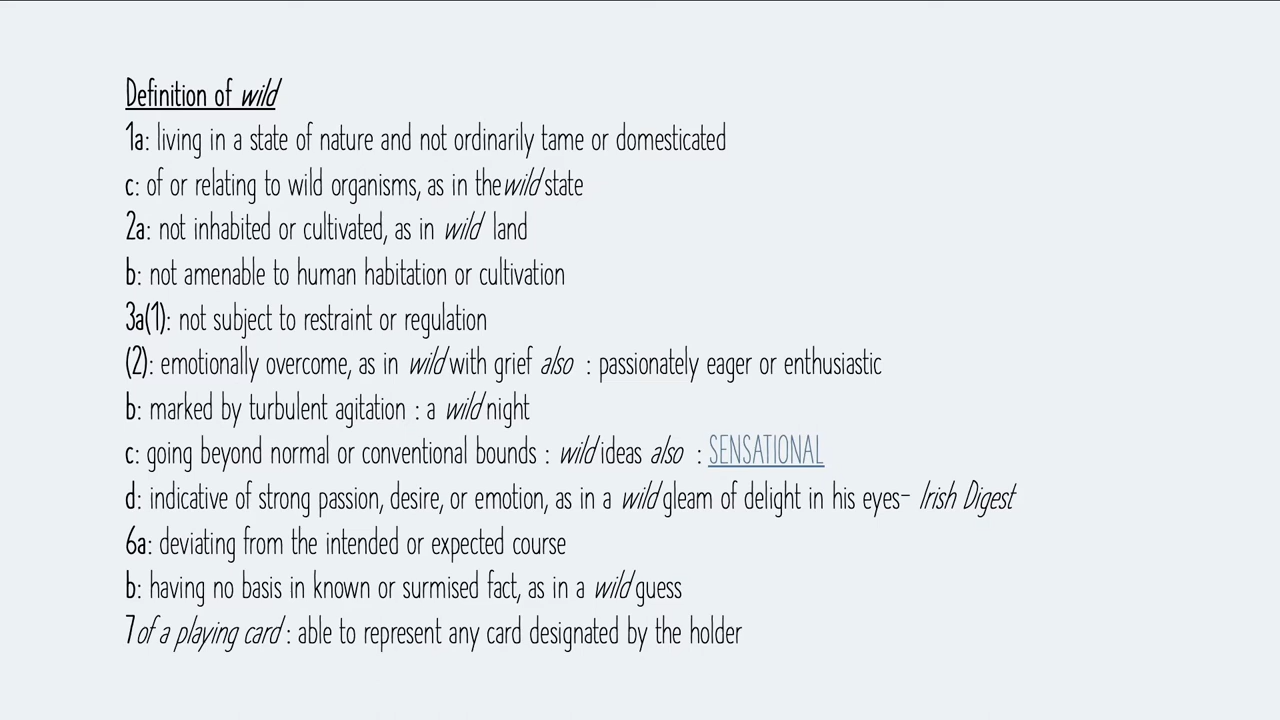 Definition of wild
1a: living in a state of nature and not ordinarily tame or domesticated
c: of or relating to wild organisms, as in the wild state
2a: not inhabited or cultivated, as in wild land
b: not amenable to human habitation or cultivation
3a(1): not subject to restraint or regulation
(2): emotionally overcome, as in wild with grief also : passionately eager or enthusiastic
b: marked by turbulent agitation : a wild night
c: going beyond normal or conventional bounds : wild ideas also : SENSATIONAL
d: indicative of strong passion, desire, or emotion, as in a wild gleam of delight in his eyes– Irish Digest
6a: deviating from the intended or expected course
b: having no basis in known or surmised fact, as in a wild guess
7 of a playing card : able to represent any card designated by the holder